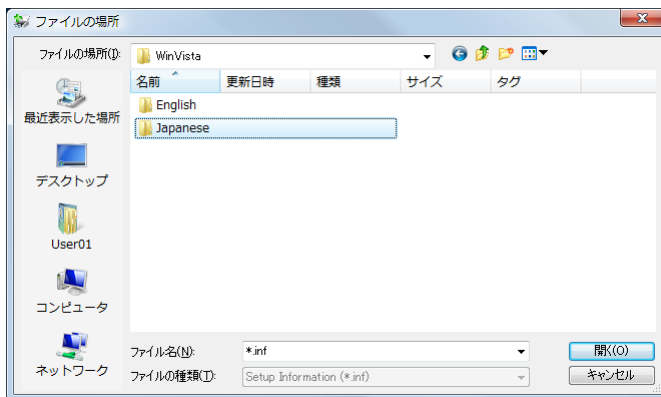 ファイルの場所
ファイルの場所(I):
WinVista
名前 更新日時 種類 サイズ タグ
English
Japanese
最近表示した場所
デスクトップ
User01
コンピュータ
ネットワーク
ファイル名(N):
*.inf
開く(O)
ファイルの種類(T):
Setup Information (*.inf)
キャンセル